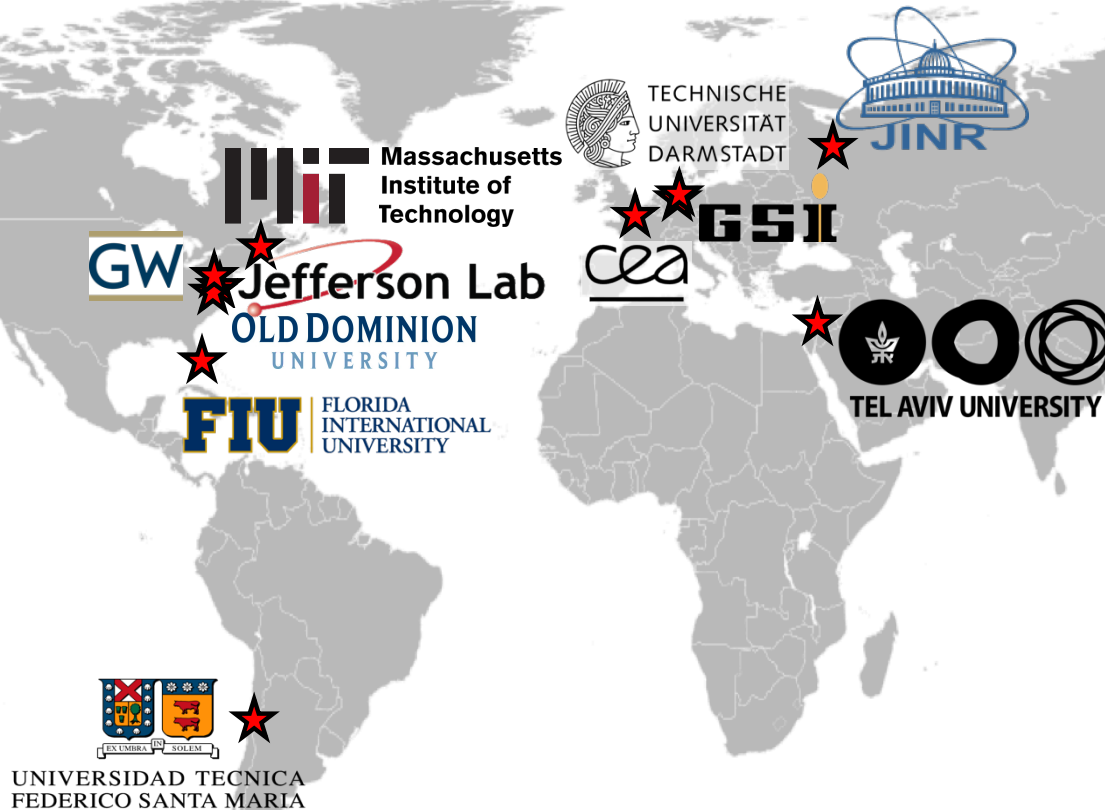 TECHNISCHE
UNIVERSITÄT
DARMSTADT
JINR
Massachusetts
Institute of
Technology
GSI
GW
cea
Jefferson Lab
OLD DOMINION
UNIVERSITY
TEL AVIV UNIVERSITY
FIU
FLORIDA
INTERNATIONAL
UNIVERSITY
EX UMBRA IN SOLEM
UNIVERSIDAD TECNICA
FEDERICO SANTA MARIA